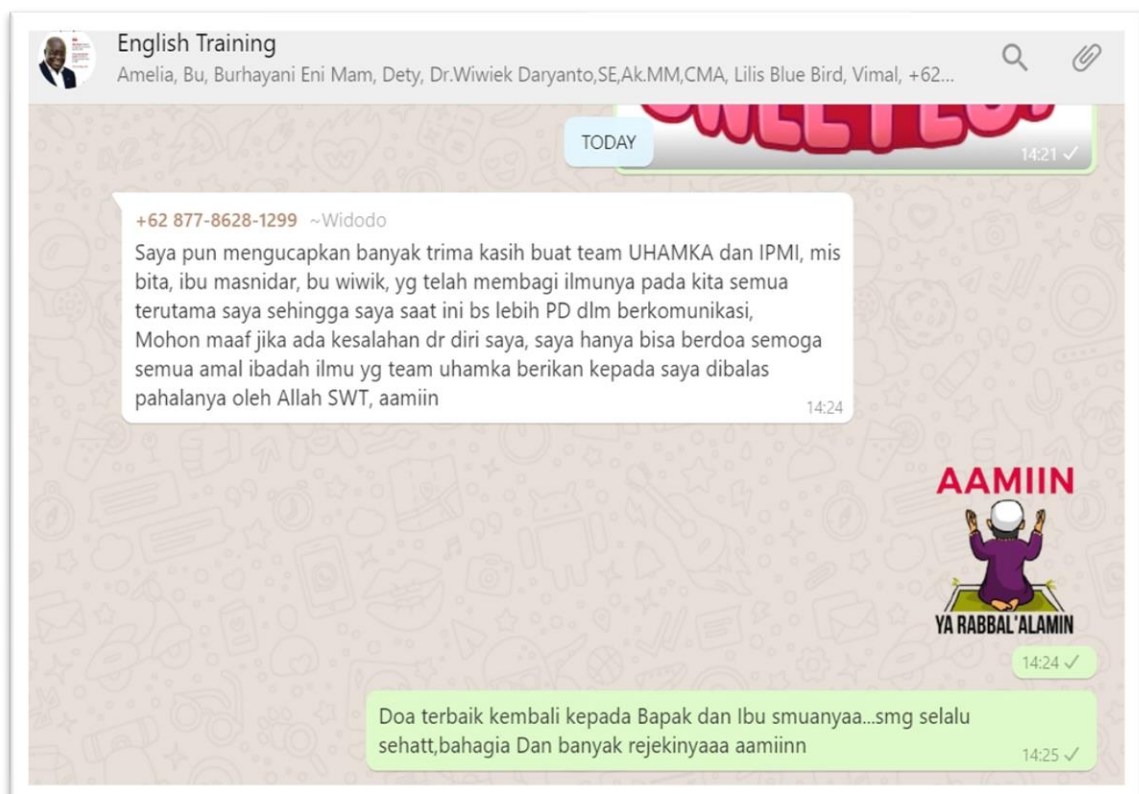 English Training
Amelia, Bu, Burhayani Eni Mam, Dety, Dr.Wiwiek Daryanto,SE,Ak.MM,CMA, Lilis Blue Bird, Vimal, +62...
TODAY
14:21
+62 877-8628-1299 ~Widodo
Saya pun mengucapkan banyak trima kasih buat team UHAMKA dan IPMI, mis
bita, ibu masnidar, bu wiwik, yg telah membagi ilmunya pada kita semua
terutama saya sehingga saya saat ini bs lebih PD dlm berkomunikasi,
Mohon maaf jika ada kesalahan dr diri saya, saya hanya bisa berdoa semoga
semua amal ibadah ilmu yg team uhamka berikan kepada saya dibalas
pahalanya oleh Allah SWT, aamiin
14:24
AAMIIN
YA RABBAL'ALAMIN
14:24
Doa terbaik kembali kepada Bapak dan Ibu smuanyaa...smg selalu
sehatt,bahagia Dan banyak rejekinyaaa aamiinn
14:25